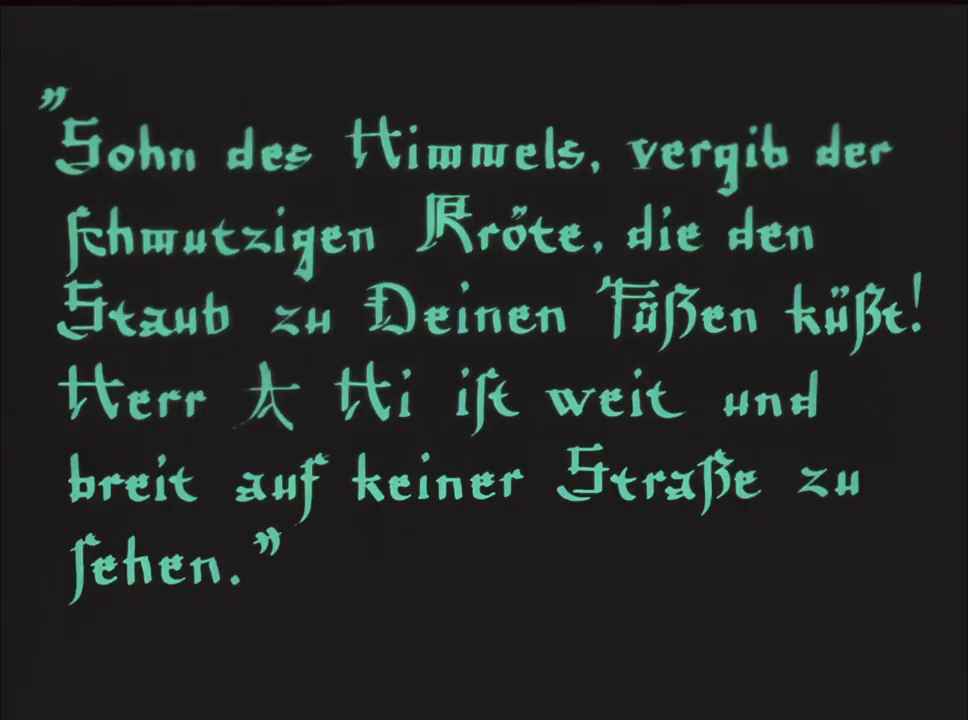 "Sohn des Himmels, vergib der
ſchmutzigen Kröte, die den
Staub zu Deinen Füßen küßt!
Herr A Hi iſt weit und
breit auf keiner Straße zu
ſehen."